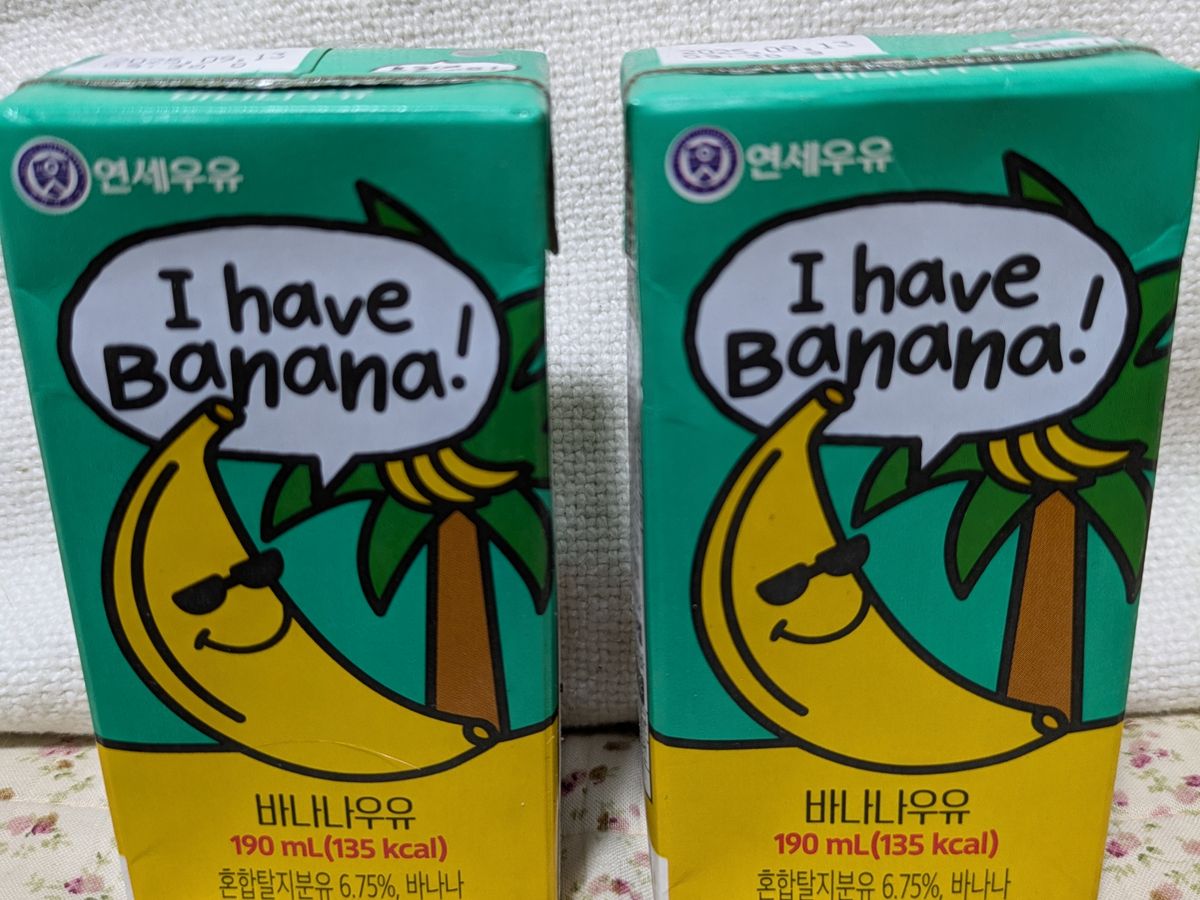 연세우유
I have
Banana!
바나나우유
190 mL(135 kcal)
혼합탈지분유 6.75%, 바나나
연세우유
I have
Banana!
바나나우유
190 mL(135 kcal)
혼합탈지분유 6.75%, 바나나